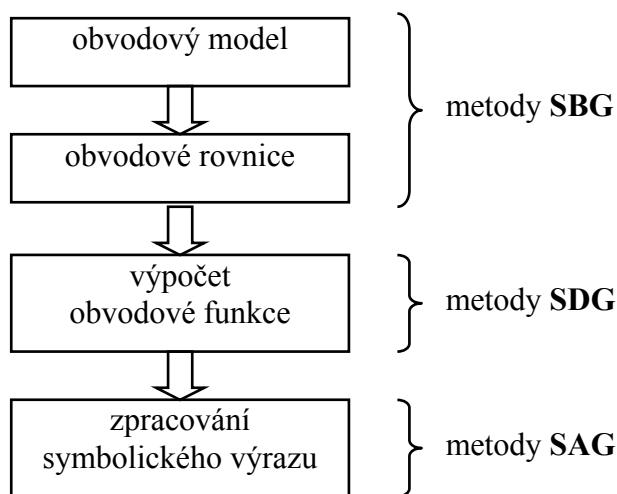 obvodový model
metody SBG
obvodové rovnice
výpočet
obvodové funkce
metody SDG
zpracování
symbolického výrazu
metody SAG